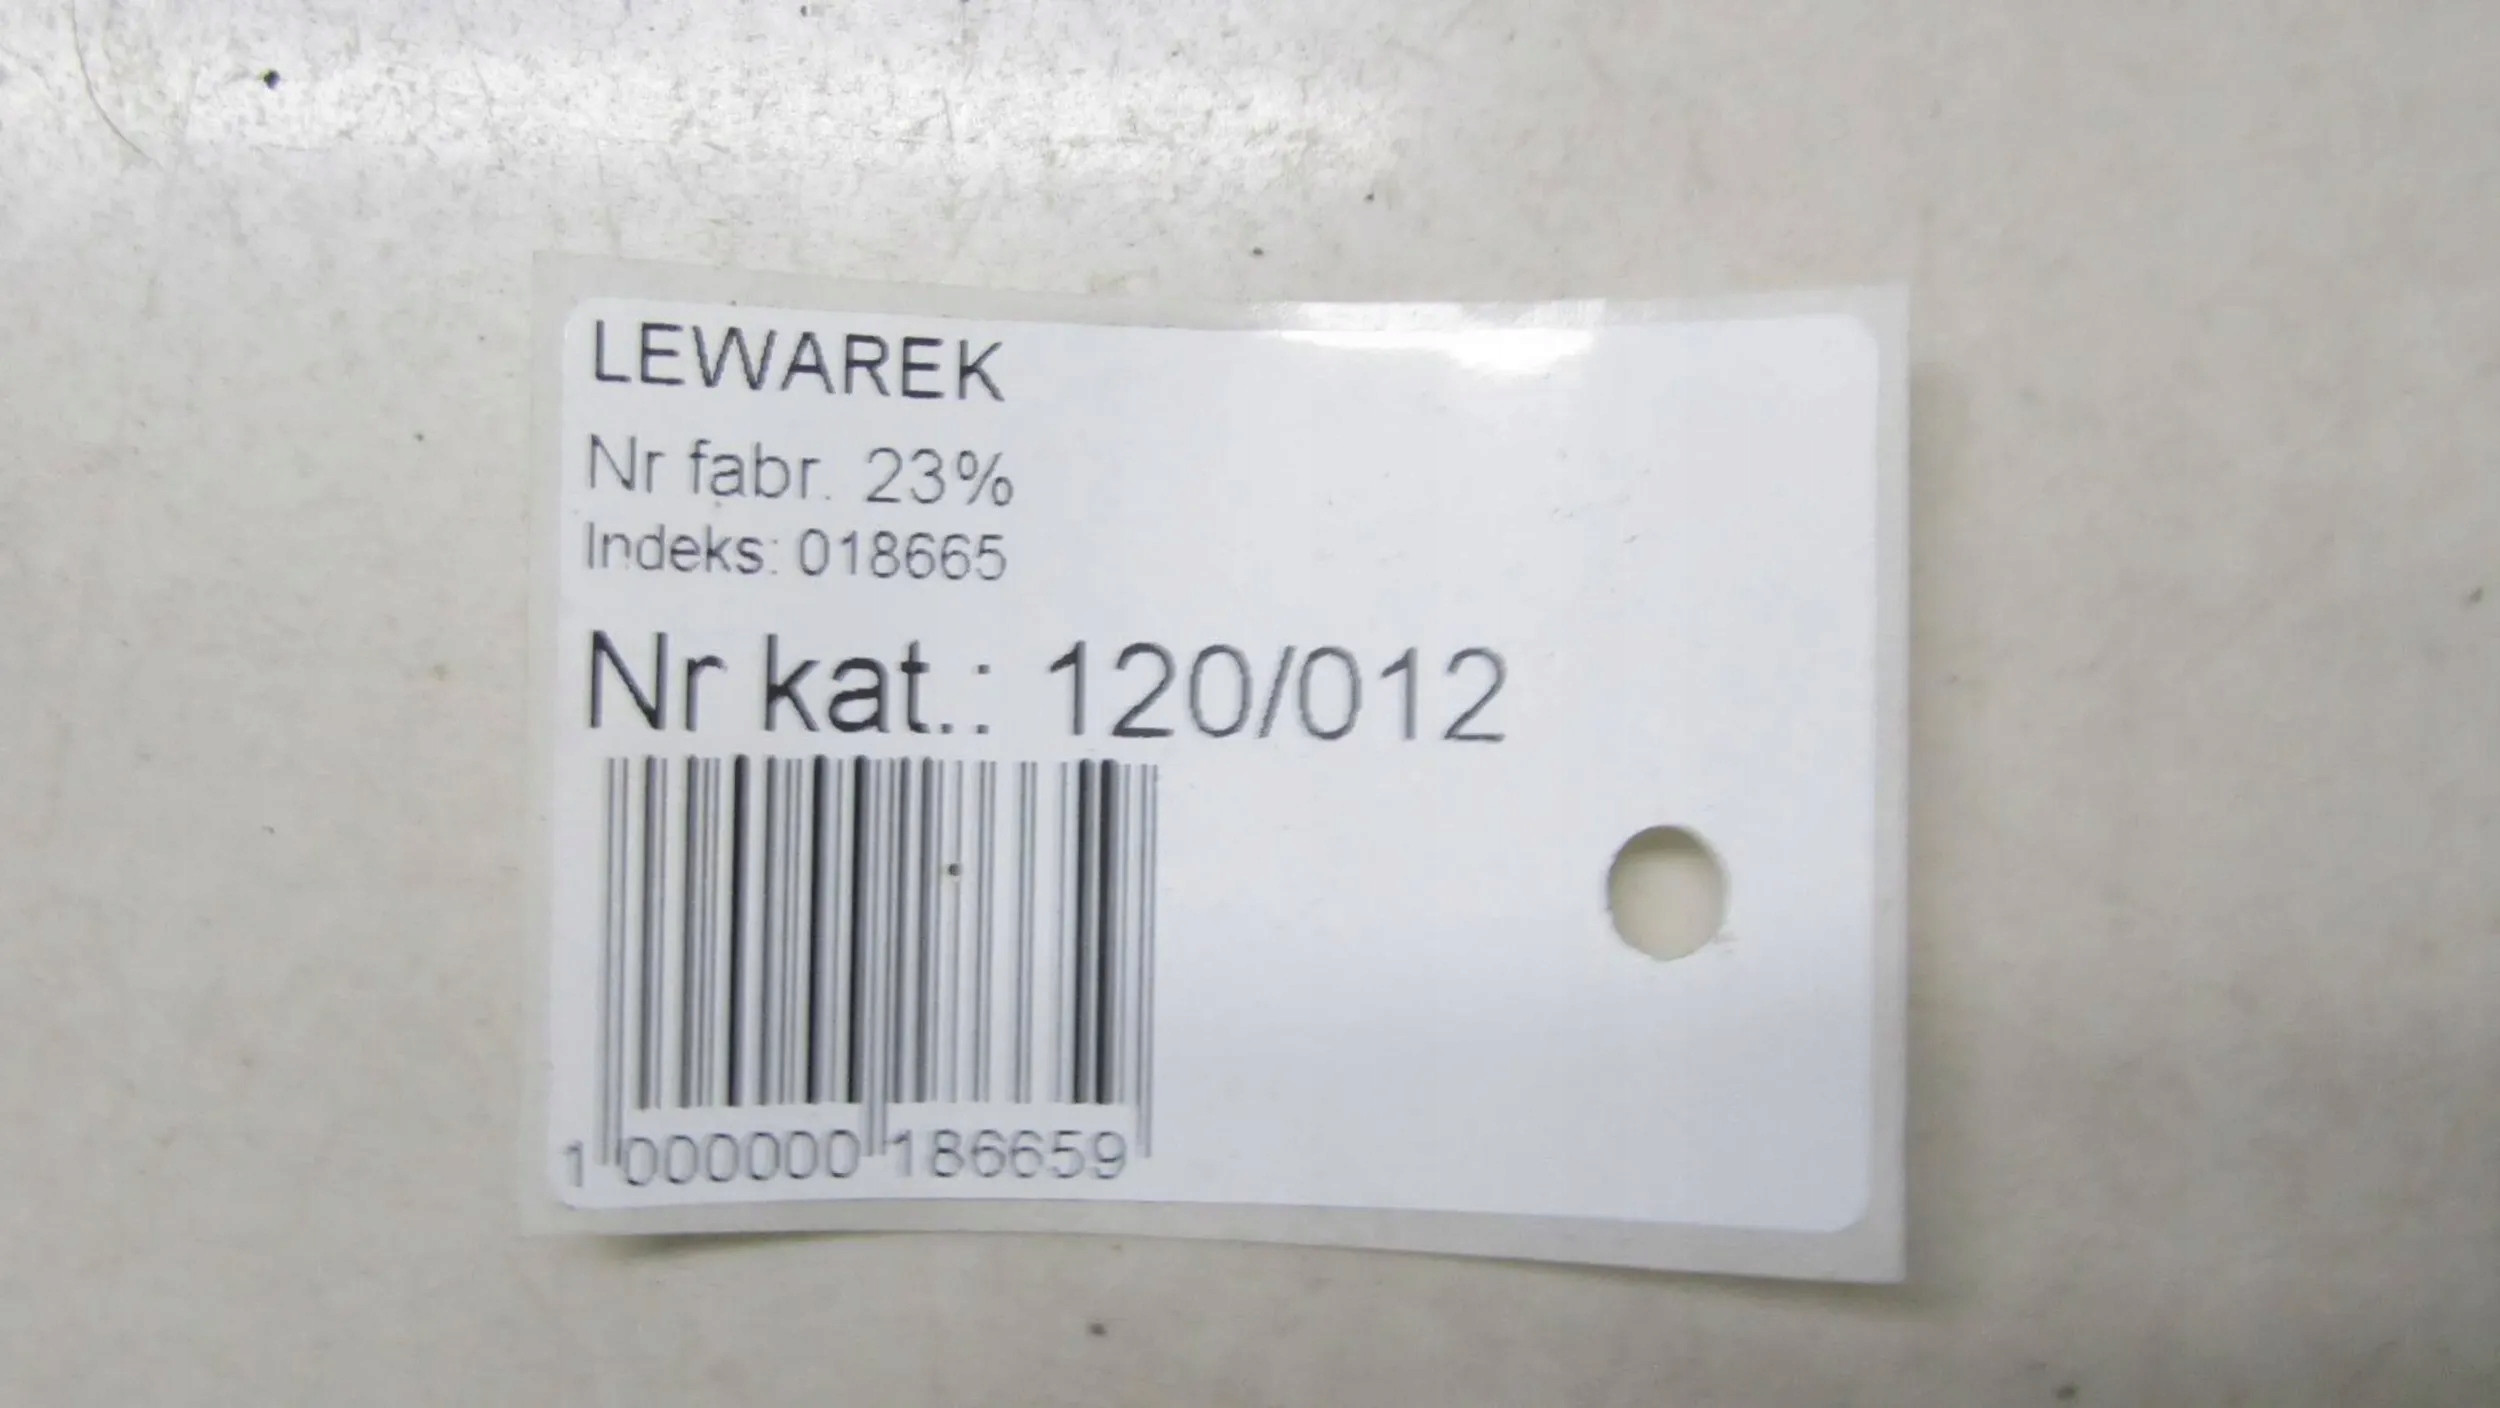 LEWAREK
Nr fabr. 23%
Indeks: 018665
Nr kat.: 120/012
1 000000 186659